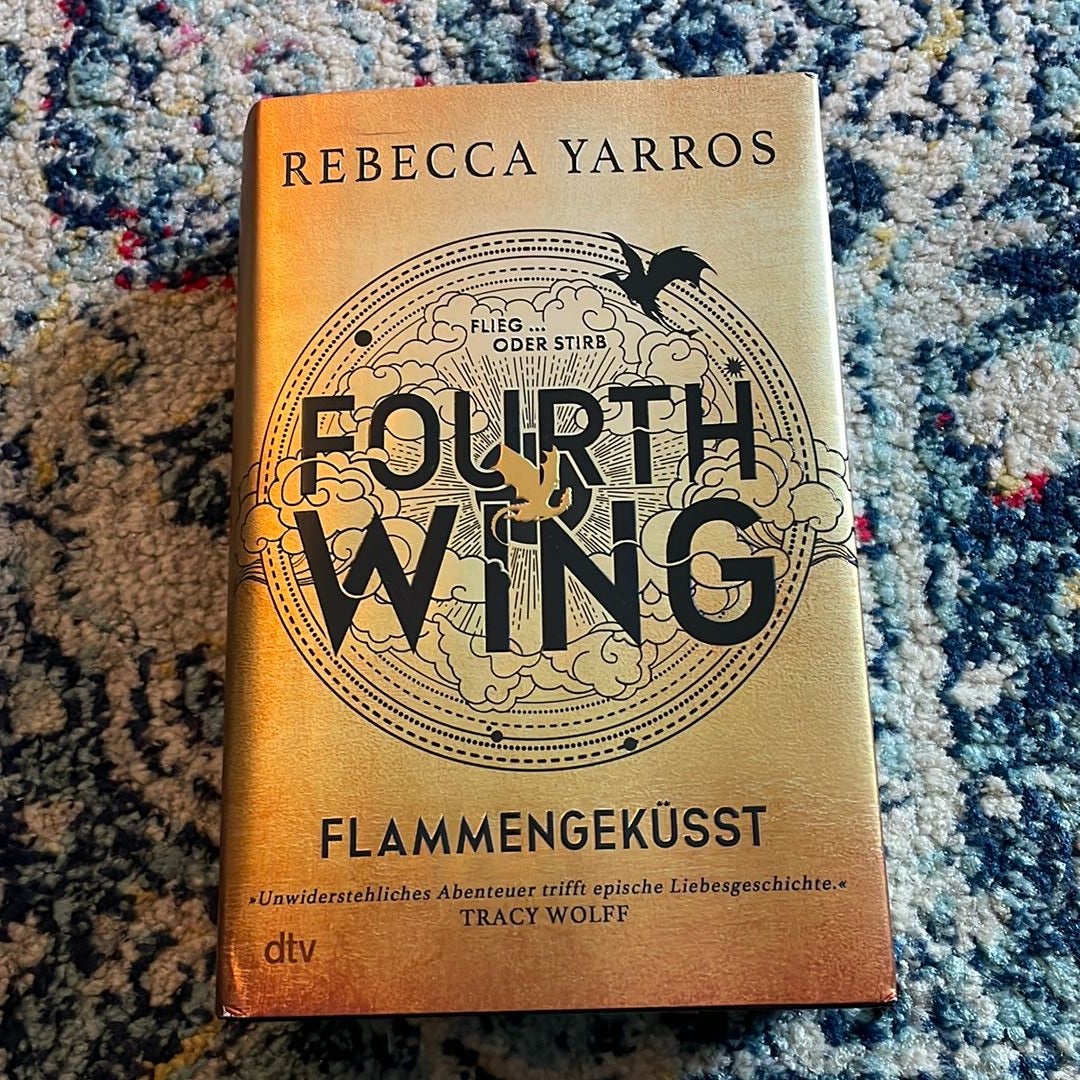 REBECCA YARROS
FLIEG ...
ODER STIRB
FOURTH
WING
FLAMMENGEKÜSST
»Unwiderstehliches Abenteuer trifft epische Liebesgeschichte.«
TRACY WOLFF
dtv